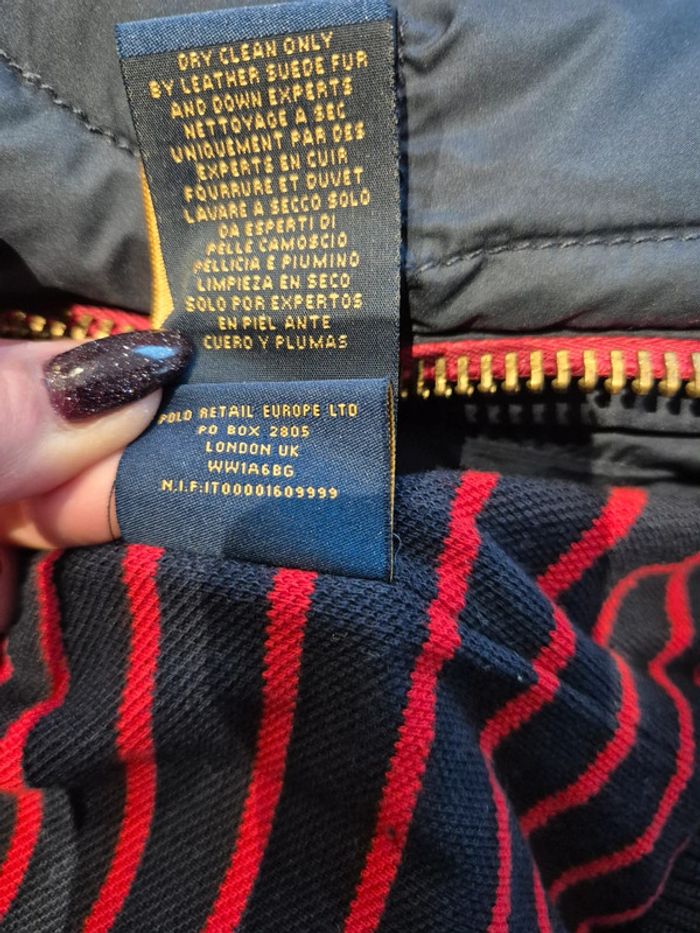 DRY CLEAN ONLY
BY LEATHER SUEDE FUR
AND DOWN EXPERTS
NETTOYAGE A SEC
UNIQUEMENT PAR DES
EXPERTS EN CUIR
FOURRURE ET DUVET
LAVARE A SECCO SOLO
DA ESPERTI DI
PELLE CAMOSCIO
PELLICIA E PIUMINO
LIMPIEZA EN SECO
SOLO POR EXPERTOS
EN PIEL ANTE
CUERO Y PLUMAS
POLO RETAIL EUROPE LTD
PO BOX 2805
LONDON UK
WW1A6BG
N.I.F:IT00001609999